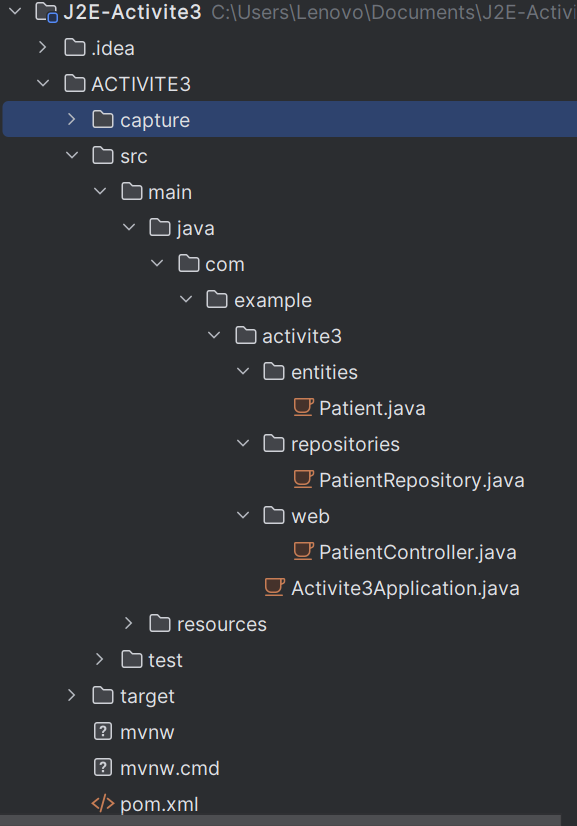 J2E-Activite3 C:\Users\Lenovo\Documents\J2E-Activi
.idea
ACTIVITE3
capture
src
main
java
com
example
activite3
entities
Patient.java
repositories
PatientRepository.java
web
PatientController.java
Activite3Application.java
resources
test
target
mvnw
mvnw.cmd
pom.xml